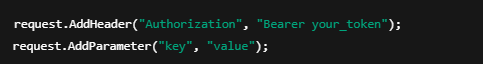 request.AddHeader("Authorization", "Bearer your_token");
request.AddParameter("key", "value");